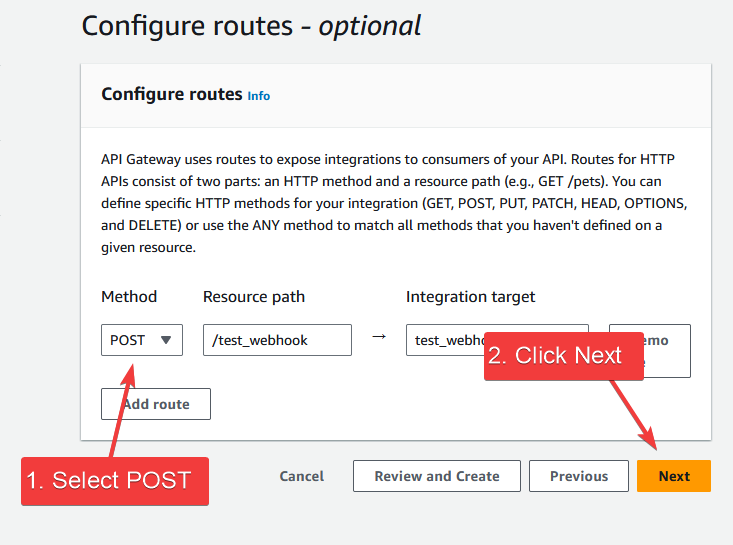 Configure routes - optional
Configure routes Info
API Gateway uses routes to expose integrations to consumers of your API. Routes for HTTP
APIs consist of two parts: an HTTP method and a resource path (e.g., GET /pets). You can
define specific HTTP methods for your integration (GET, POST, PUT, PATCH, HEAD, OPTIONS,
and DELETE) or use the ANY method to match all methods that you haven't defined on a
given resource.
Method Resource path Integration target
POST /test_webhook →
2. Click Next
Add route
1. Select POST
Cancel Review and Create Previous Next